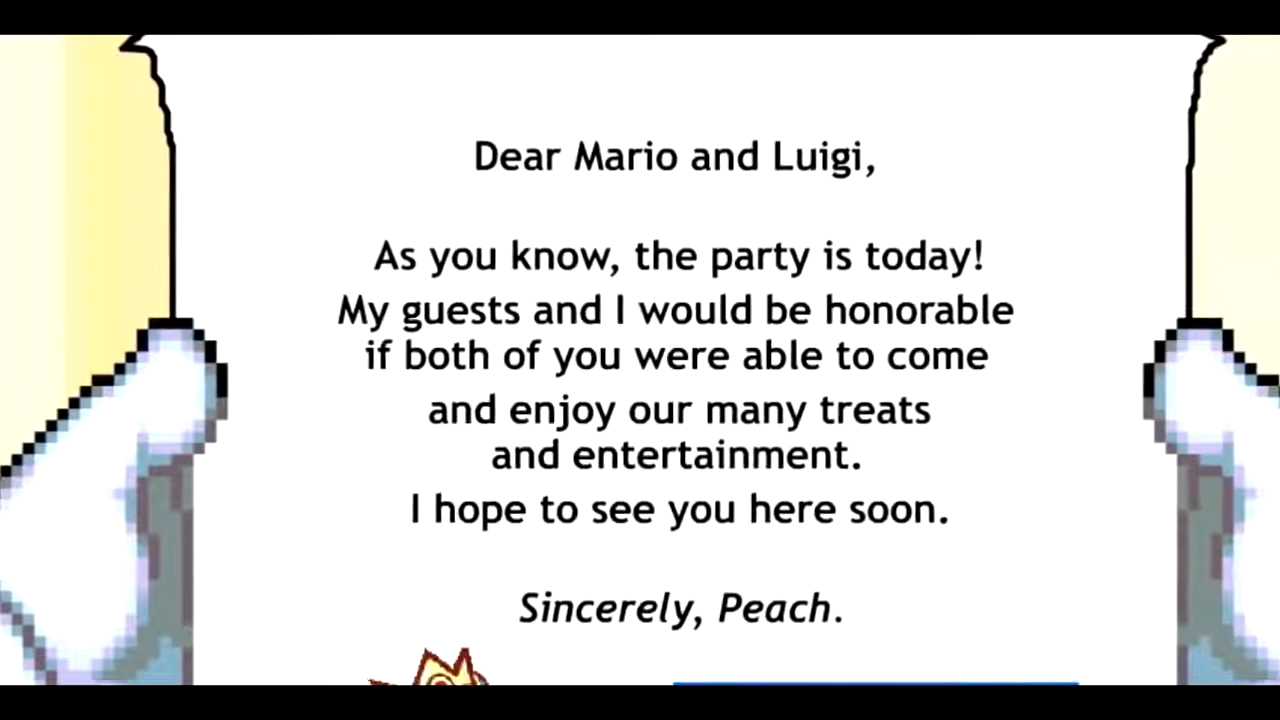 Dear Mario and Luigi,
As you know, the party is today!
My guests and I would be honorable
if both of you were able to come
and enjoy our many treats
and entertainment.
I hope to see you here soon.
Sincerely, Peach.